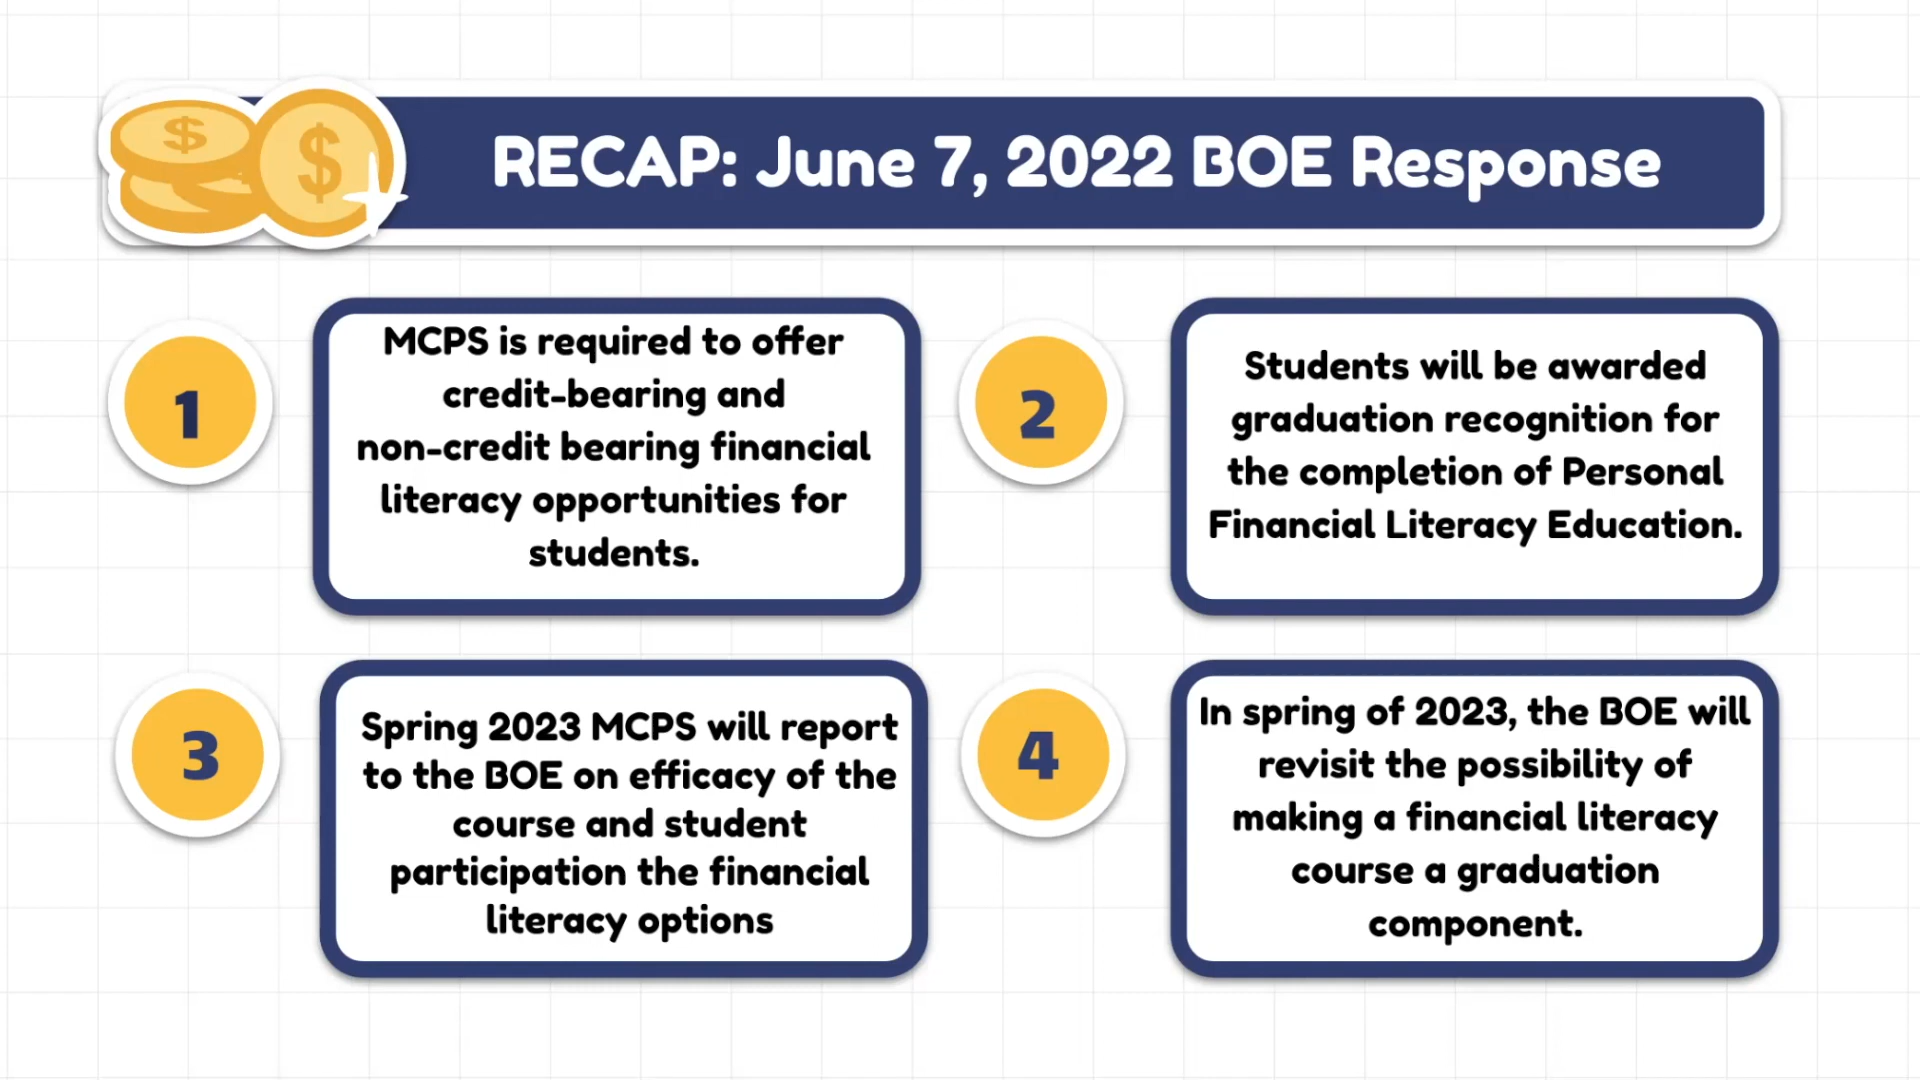 RECAP: June 7, 2022 BOE Response
$
$
1
MCPS is required to offer
credit-bearing and
non-credit bearing financial
literacy opportunities for
students.
2
Students will be awarded
graduation recognition for
the completion of Personal
Financial Literacy Education.
3
Spring 2023 MCPS will report
to the BOE on efficacy of the
course and student
participation the financial
literacy options
4
In spring of 2023, the BOE will
revisit the possibility of
making a financial literacy
course a graduation
component.